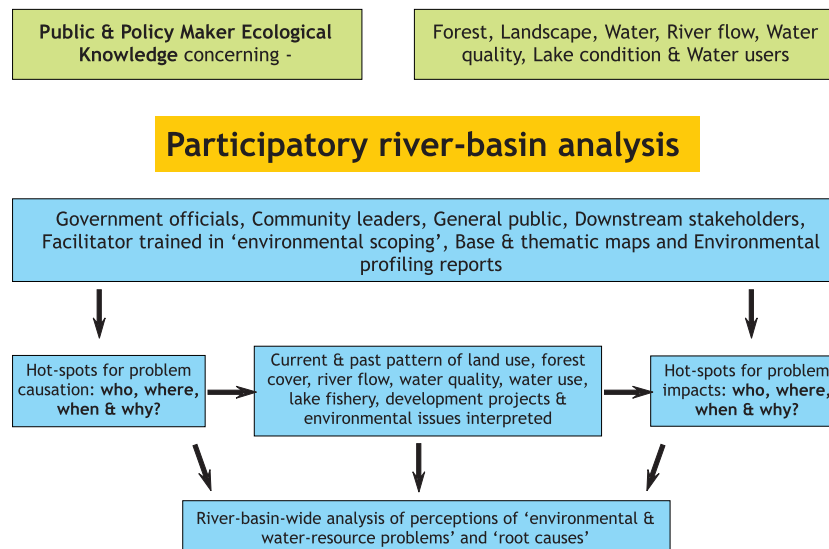 Public & Policy Maker Ecological
Knowledge concerning -
Forest, Landscape, Water, River flow, Water
quality, Lake condition & Water users
Participatory river-basin analysis
Government officials, Community leaders, General public, Downstream stakeholders,
Facilitator trained in ‘environmental scoping’, Base & thematic maps and Environmental
profiling reports
Hot-spots for problem
causation: who, where,
when & why?
Current & past pattern of land use, forest
cover, river flow, water quality, water use,
lake fishery, development projects &
environmental issues interpreted
Hot-spots for problem
impacts: who, where,
when & why?
River-basin-wide analysis of perceptions of ‘environmental &
water-resource problems’ and ‘root causes’